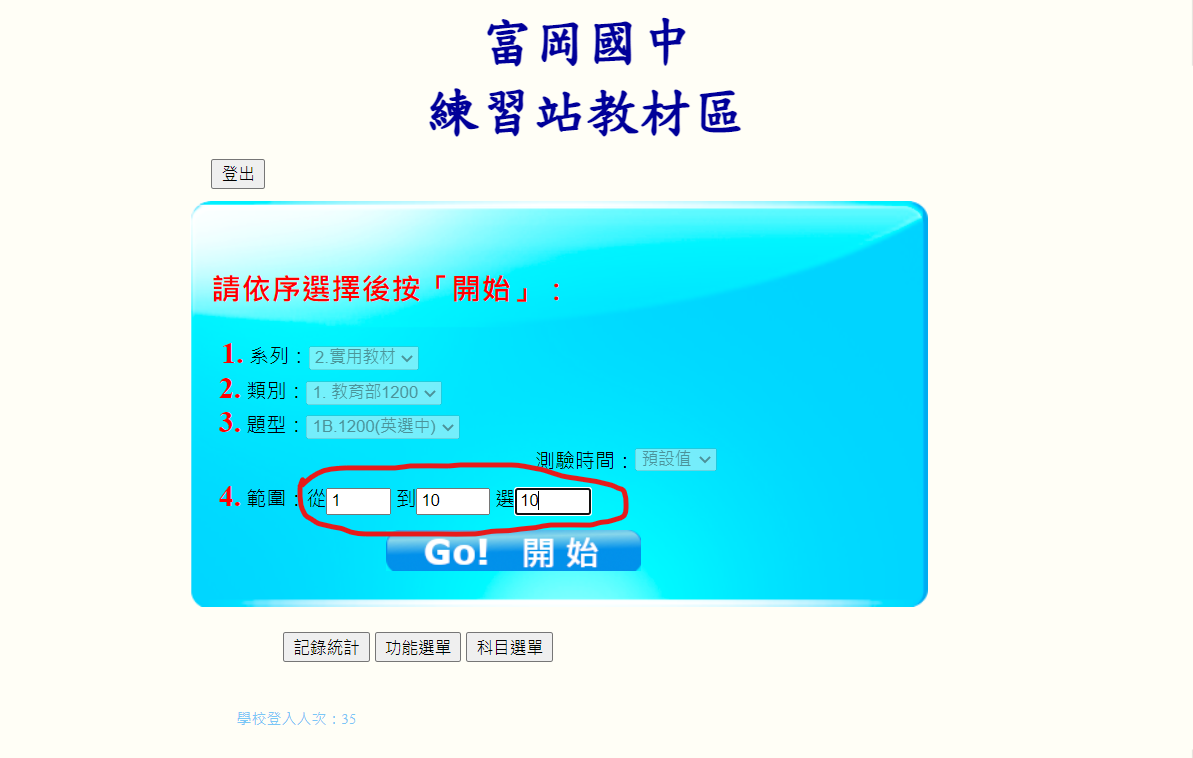 富岡國中
練習站教材區
登出
請依序選擇後按「開始」：
1. 系列：2.實用教材
2. 類別：1. 教育部1200
3. 題型：1B.1200(英選中)
測驗時間：預設值
4. 範圍：從1 到10 選10
Go! 開始
記錄統計 功能選單 科目選單
學校登入人次：35